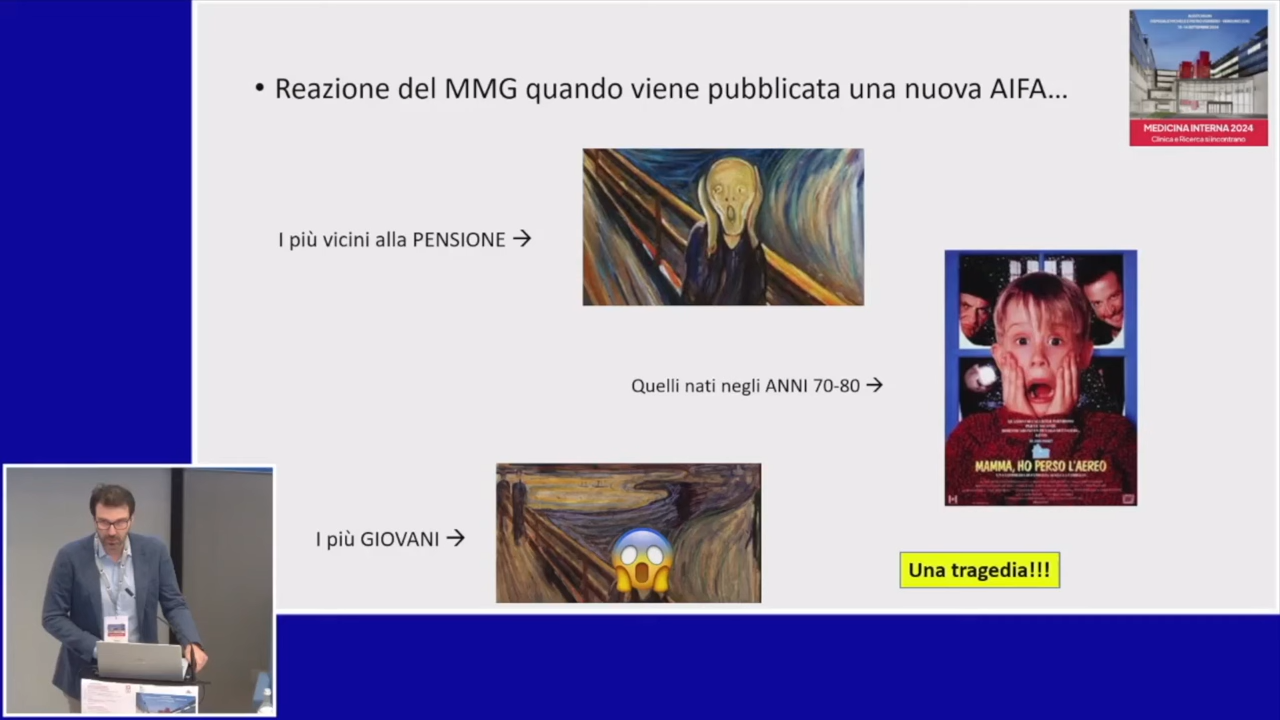 • Reazione del MMG quando viene pubblicata una nuova AIFA...
MEDICINA INTERNA 2024
Clinica e Ricerca si incontrano
I più vicini alla PENSIONE →
Quelli nati negli ANNI 70-80 →
MAMMA, HO PERSO L'AEREO
I più GIOVANI →
Una tragedia!!!